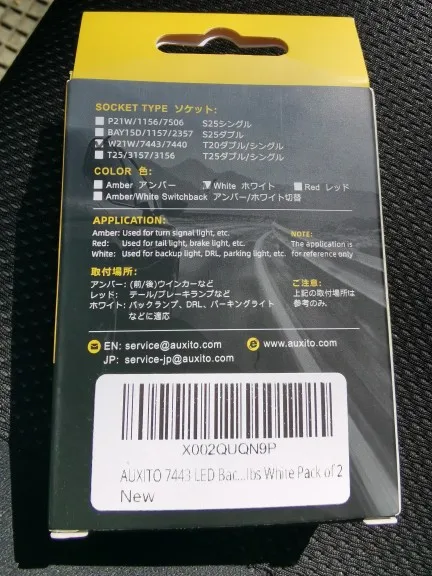 SOCKET TYPE ソケット:
P21W/1156/7506 S25シングル
BAY15D/1157/2357 S25ダブル
W21W/7443/7440 T20ダブル/シングル
T25/3157/3156 T25ダブル/シングル
COLOR 色:
Amber アンバー White ホワイト Red レッド
Amber/White Switchback アンバー/ホワイト切替
APPLICATION:
Amber: Used for turn signal light, etc.
Red: Used for tail light, brake light, etc.
White: Used for backup light, DRL, parking light, etc.
NOTE:
The application is
for reference only
取付場所:
アンバー: (前/後)ウインカーなど
レッド: テール/ブレーキランプなど
ホワイト: バックランプ、DRL、パーキングライト
などに適応
ご注意:
上記の取付場所は
参考のみ.
EN: service@auxito.com
www.auxito.com
JP: service-jp@auxito.com
X002QUQN9P
AUXITO 7443 LED Bac...lbs White Pack of 2
New